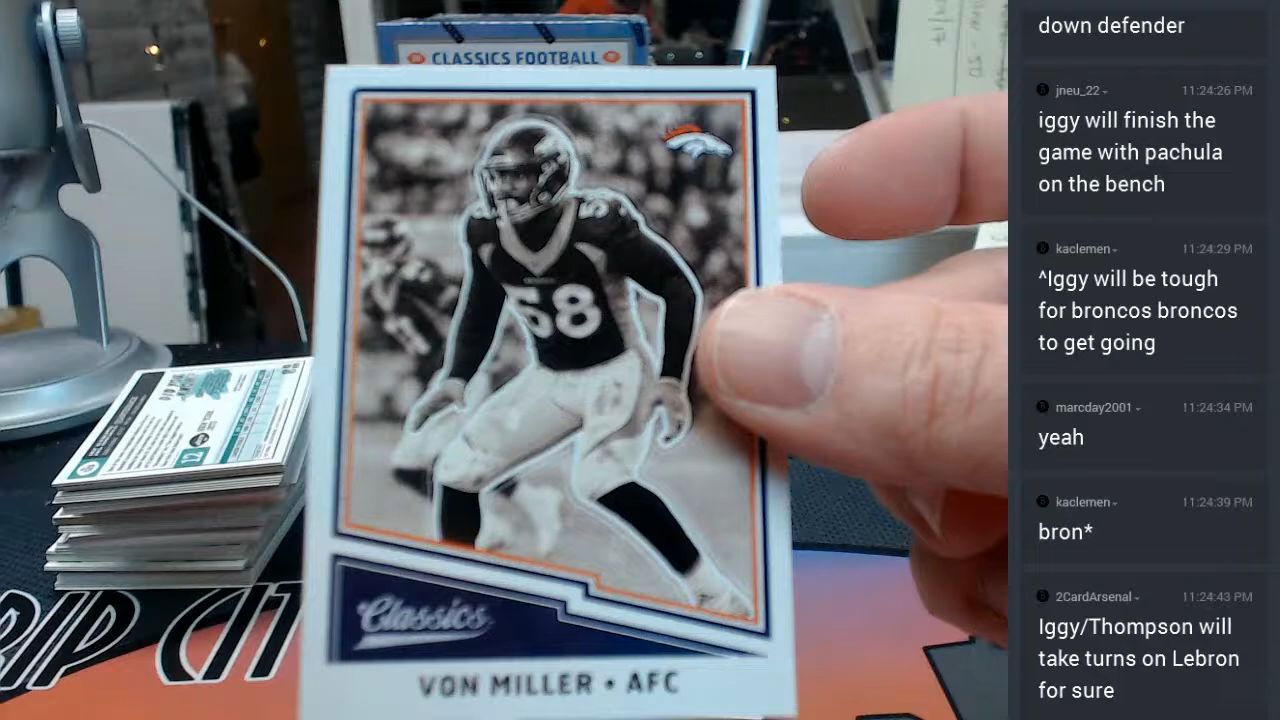 CLASSICS FOOTBALL
58
Classics
VON MILLER • AFC
RIP CIT
12
down defender
jneu_22
11:24:26 PM
iggy will finish the
game with pachula
on the bench
kaclemen
11:24:29 PM
^Iggy will be tough
for broncos broncos
to get going
marcday2001
11:24:34 PM
yeah
kaclemen
11:24:39 PM
bron*
2CardArsenal
11:24:43 PM
Iggy/Thompson will
take turns on Lebron
for sure